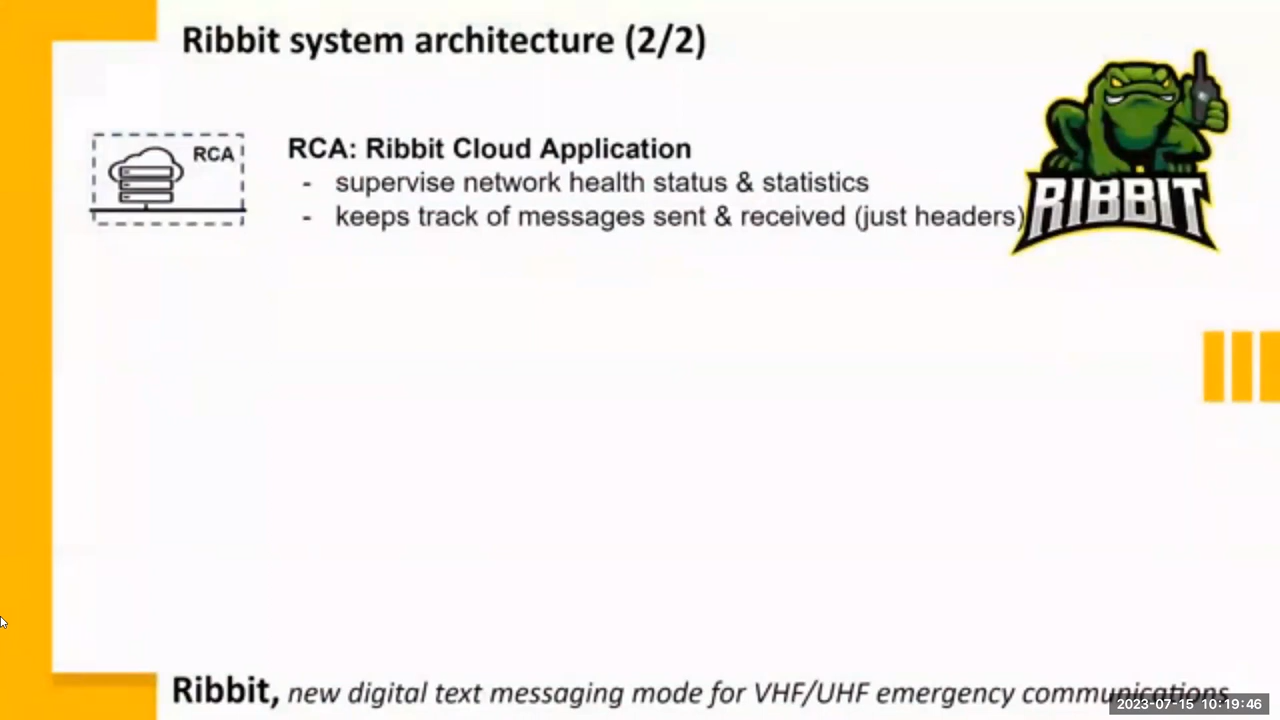 Ribbit system architecture (2/2)
RCA
RCA: Ribbit Cloud Application
- supervise network health status & statistics
- keeps track of messages sent & received (just headers)
RIBBIT
Ribbit, new digital text messaging mode for VHF/UHF emergency communications
2023-07-15 10:19:46